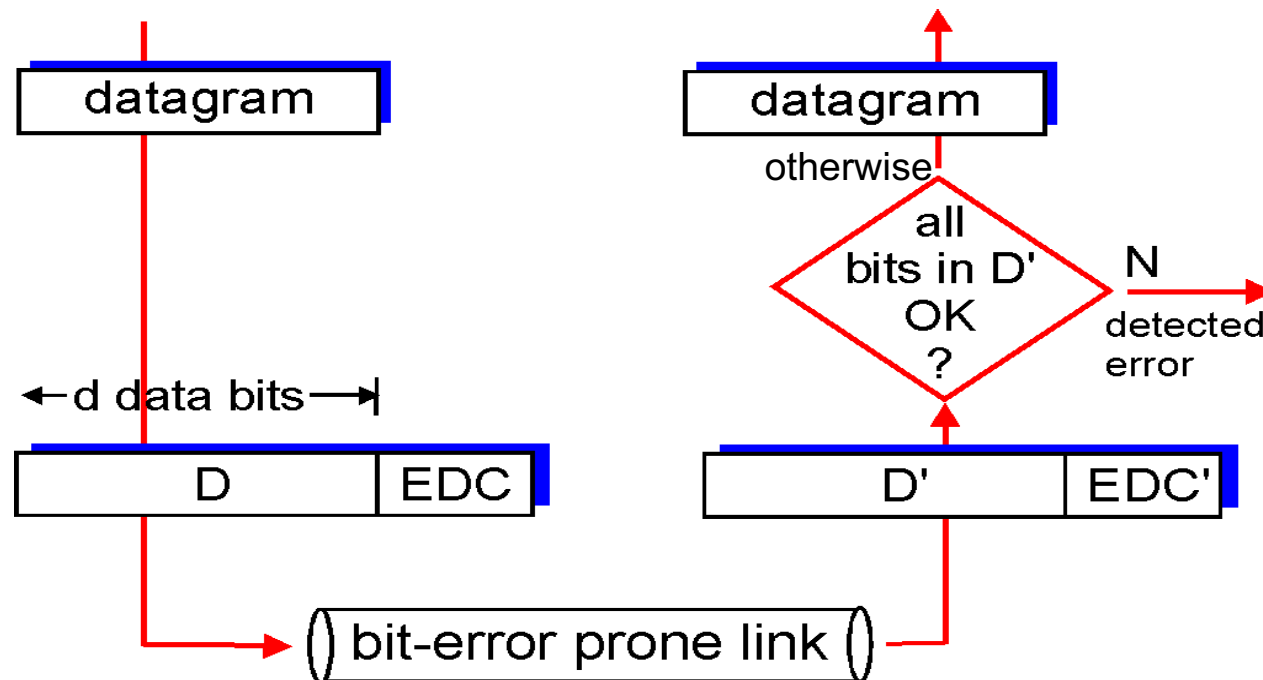 datagram
d data bits
D
EDC
bit-error prone link
D'
EDC'
all
bits in D'
OK
?
N
detected
error
otherwise
datagram